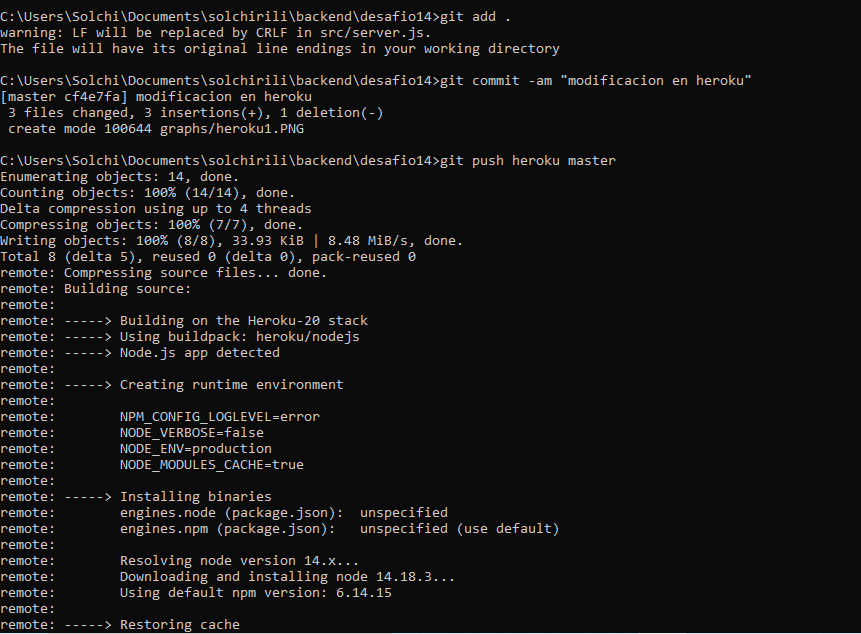 C:\Users\Solchi\Documents\solchirili\backend\desafio14>git add .
warning: LF will be replaced by CRLF in src/server.js.
The file will have its original line endings in your working directory
C:\Users\Solchi\Documents\solchirili\backend\desafio14>git commit -am "modificacion en heroku"
[master cf4e7fa] modificacion en heroku
 3 files changed, 3 insertions(+), 1 deletion(-)
 create mode 100644 graphs/heroku1.PNG
C:\Users\Solchi\Documents\solchirili\backend\desafio14>git push heroku master
Enumerating objects: 14, done.
Counting objects: 100% (14/14), done.
Delta compression using up to 4 threads
Compressing objects: 100% (7/7), done.
Writing objects: 100% (8/8), 33.93 KiB | 8.48 MiB/s, done.
Total 8 (delta 5), reused 0 (delta 0), pack-reused 0
remote: Compressing source files... done.
remote: Building source:
remote:
remote: -----> Building on the Heroku-20 stack
remote: -----> Using buildpack: heroku/nodejs
remote: -----> Node.js app detected
remote:
remote: -----> Creating runtime environment
remote:
remote:        NPM_CONFIG_LOGLEVEL=error
remote:        NODE_VERBOSE=false
remote:        NODE_ENV=production
remote:        NODE_MODULES_CACHE=true
remote:
remote: -----> Installing binaries
remote:        engines.node (package.json):  unspecified
remote:        engines.npm (package.json):   unspecified (use default)
remote:
remote:        Resolving node version 14.x...
remote:        Downloading and installing node 14.18.3...
remote:        Using default npm version: 6.14.15
remote:
remote: -----> Restoring cache